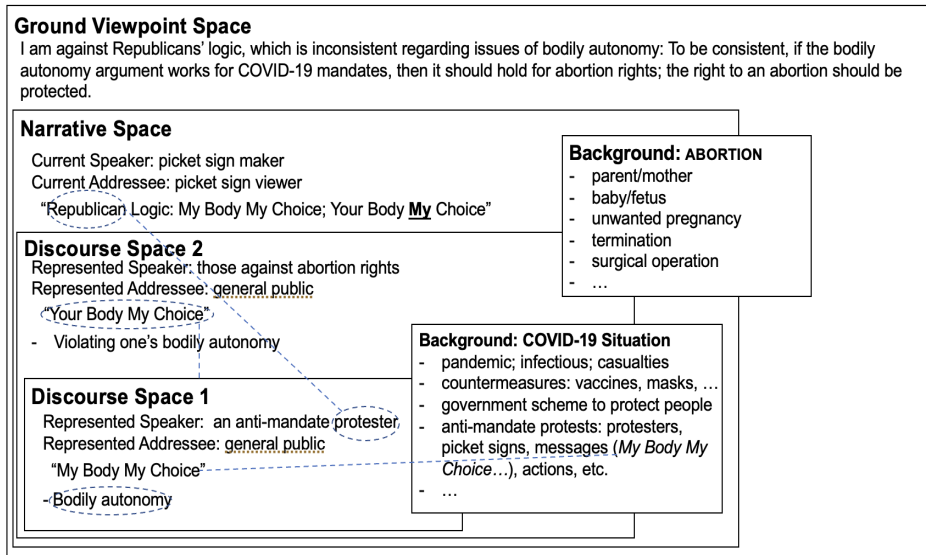 Ground Viewpoint Space
I am against Republicans' logic, which is inconsistent regarding issues of bodily autonomy: To be consistent, if the bodily
autonomy argument works for COVID-19 mandates, then it should hold for abortion rights; the right to an abortion should be
protected.
Narrative Space
Current Speaker: picket sign maker
Current Addressee: picket sign viewer
"Republican Logic: My Body My Choice; Your Body My Choice"
Background: ABORTION
- parent/mother
- baby/fetus
- unwanted pregnancy
- termination
- surgical operation
- …
Discourse Space 2
Represented Speaker: those against abortion rights
Represented Addressee: general public
"Your Body My Choice"
- Violating one's bodily autonomy
Background: COVID-19 Situation
- pandemic; infectious; casualties
- countermeasures: vaccines, masks, …
- government scheme to protect people
- anti-mandate protests: protesters,
picket signs, messages (My Body My
Choice…), actions, etc.
- …
Discourse Space 1
Represented Speaker: an anti-mandate protester
Represented Addressee: general public
"My Body My Choice"
- Bodily autonomy